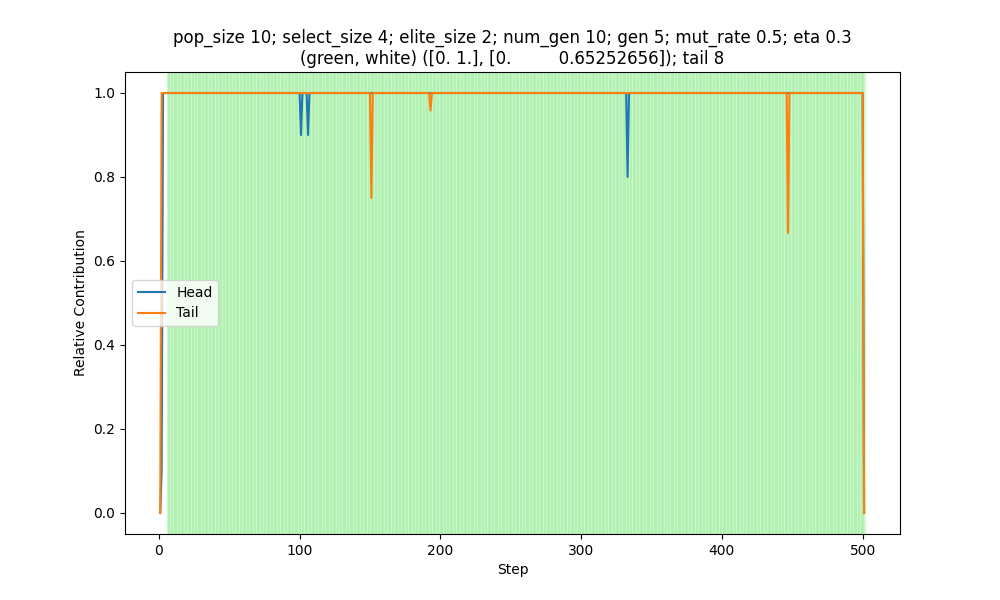 pop_size 10; select_size 4; elite_size 2; num_gen 10; gen 5; mut_rate 0.5; eta 0.3
(green, white) ([0. 1.], [0.          0.65252656]); tail 8
1.0
0.8
0.6
0.4
0.2
0.0
Relative Contribution
Head
Tail
0
100
200
300
400
500
Step